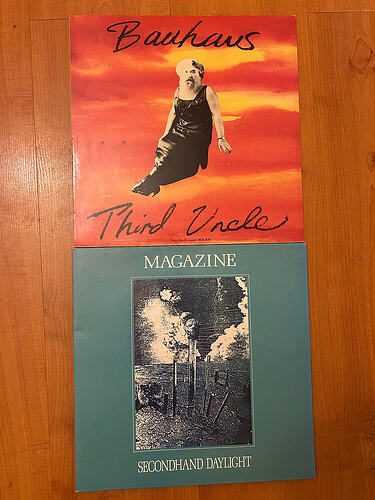 Bauhaus
Third Uncle
MAGAZINE
SECONDHAND DAYLIGHT